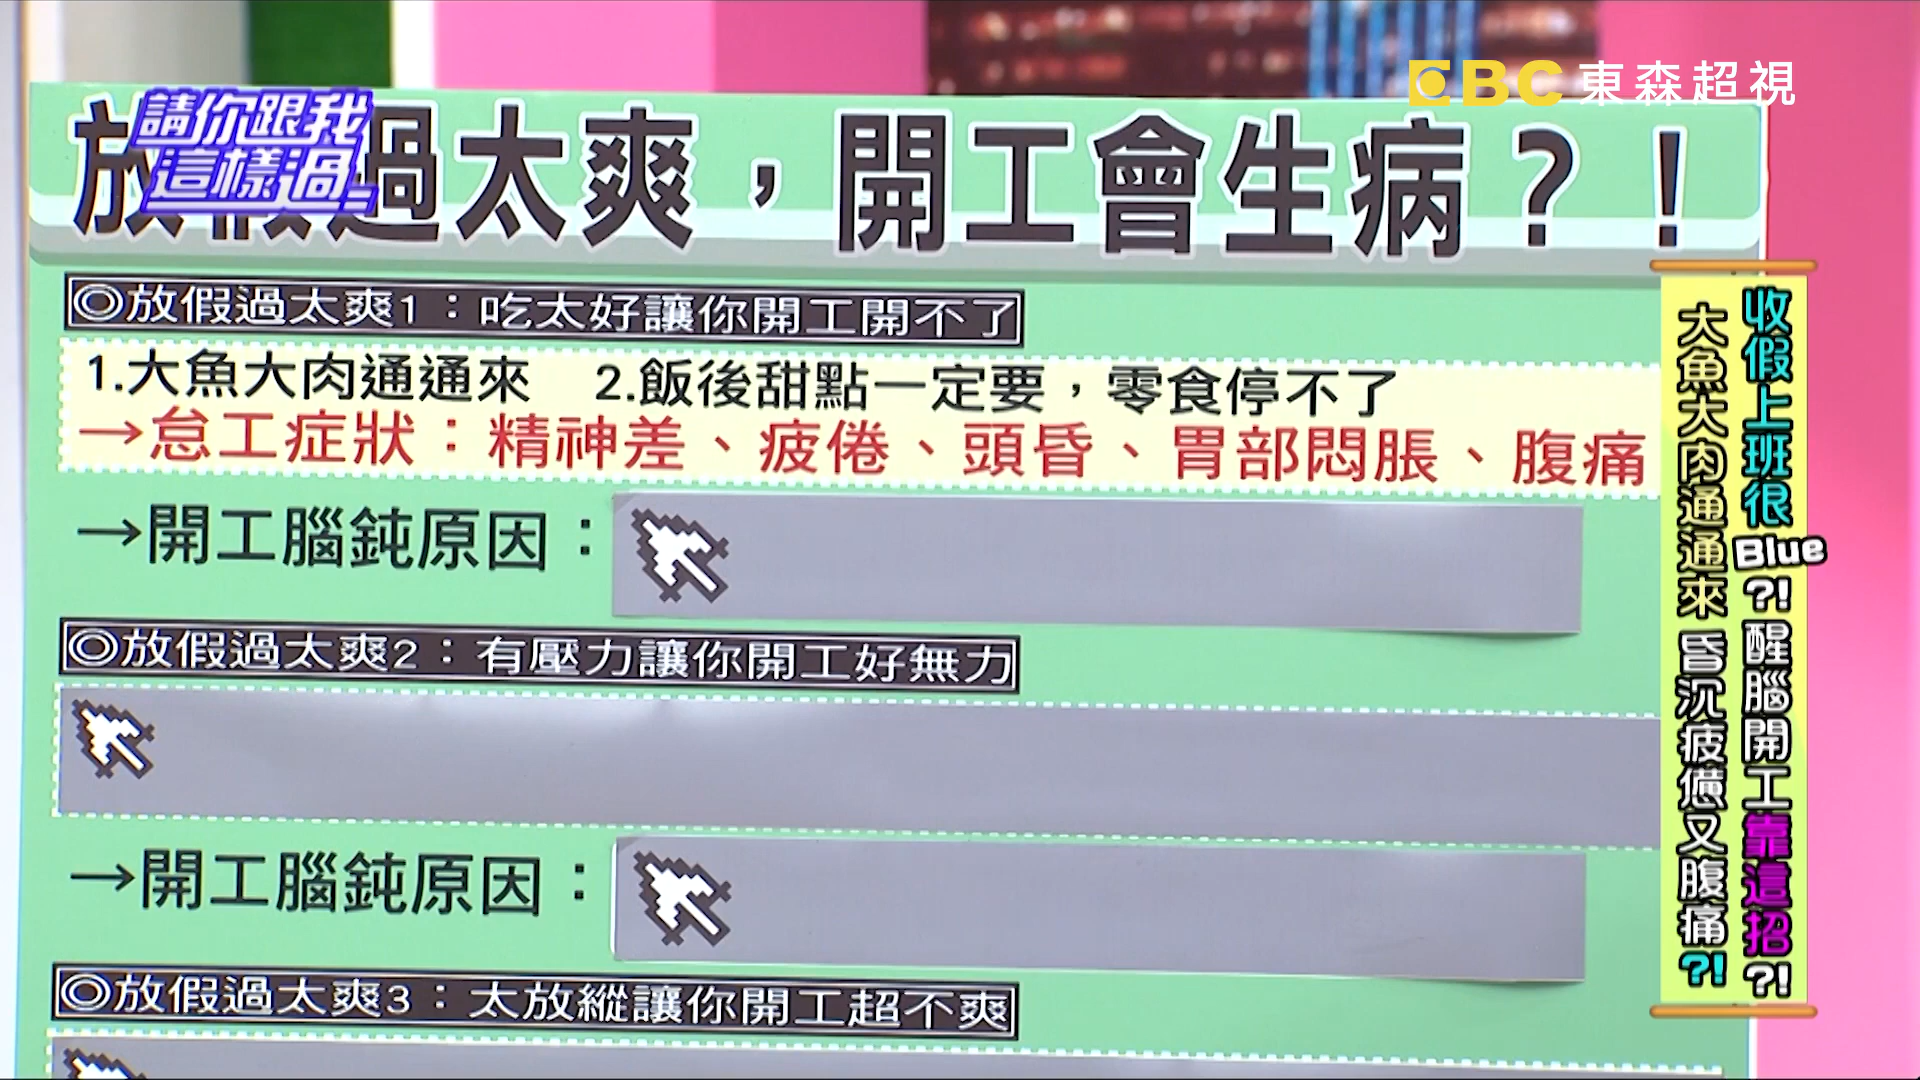 EBC 東森超視
請你跟我
這樣過
放假過太爽，開工會生病？！
◎放假過太爽1：吃太好讓你開工開不了
1.大魚大肉通通來 2.飯後甜點一定要，零食停不了
→怠工症狀：精神差、疲倦、頭昏、胃部悶脹、腹痛
→開工腦鈍原因：
◎放假過太爽2：有壓力讓你開工好無力
→開工腦鈍原因：
◎放假過太爽3：太放縱讓你開工超不爽
收假上班很Blue?!醒腦開工靠這招?!
大魚大肉通通來 昏沉疲憊又腹痛?!